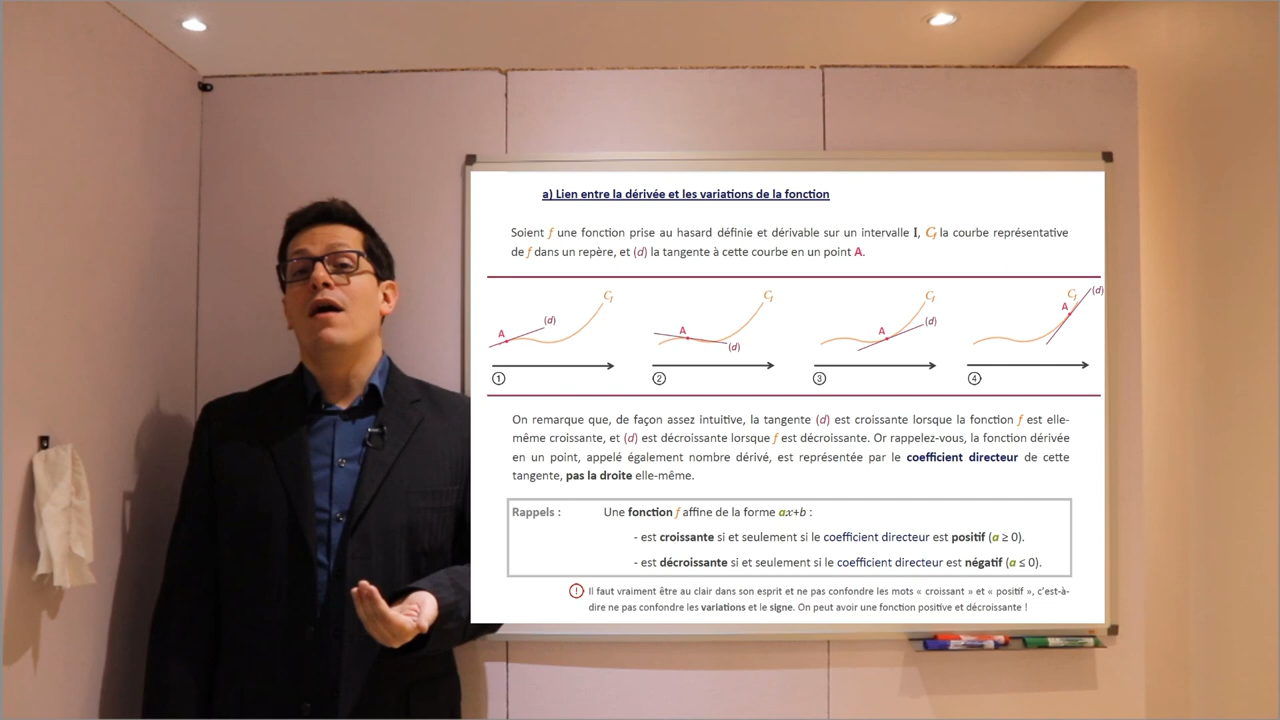 a) Lien entre la dérivée et les variations de la fonction
Soient f une fonction prise au hasard définie et dérivable sur un intervalle I, Cf la courbe représentative
de f dans un repère, et (d) la tangente à cette courbe en un point A.
Cf Cf Cf Cf (d)
A (d) A (d) A (d) A
1 2 3 4
On remarque que, de façon assez intuitive, la tangente (d) est croissante lorsque la fonction f est elle-
même croissante, et (d) est décroissante lorsque f est décroissante. Or rappelez-vous, la fonction dérivée
en un point, appelé également nombre dérivé, est représentée par le coefficient directeur de cette
tangente, pas la droite elle-même.
Rappels : Une fonction f affine de la forme ax+b :
- est croissante si et seulement si le coefficient directeur est positif (a ≥ 0).
- est décroissante si et seulement si le coefficient directeur est négatif (a ≤ 0).
! Il faut vraiment être au clair dans son esprit et ne pas confondre les mots « croissant » et « positif », c'est-à-
dire ne pas confondre les variations et le signe. On peut avoir une fonction positive et décroissante !